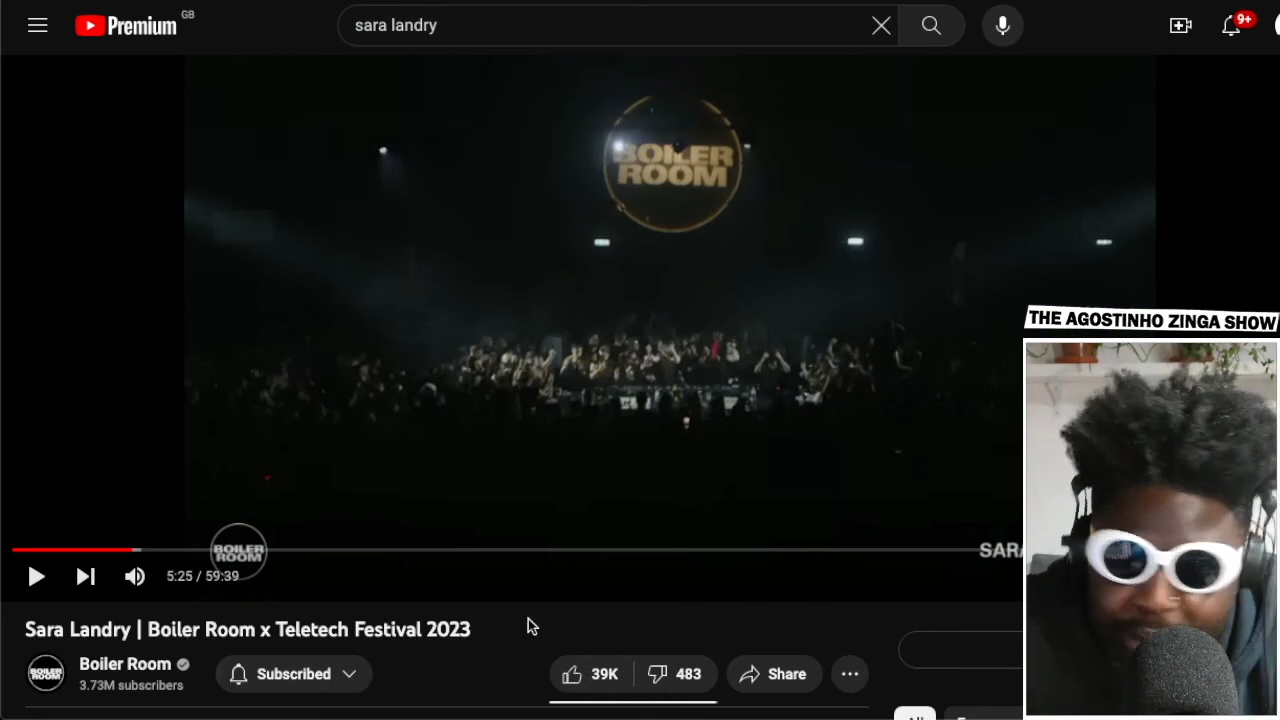 Premium GB
sara landry
9+
BOILER
ROOM
THE AGOSTINHO ZINGA SHOW
BOILER
ROOM
SARA
5:25 / 59:39
Sara Landry | Boiler Room x Teletech Festival 2023
BOILER
ROOM
Boiler Room
3.73M subscribers
Subscribed
39K
483
Share
All